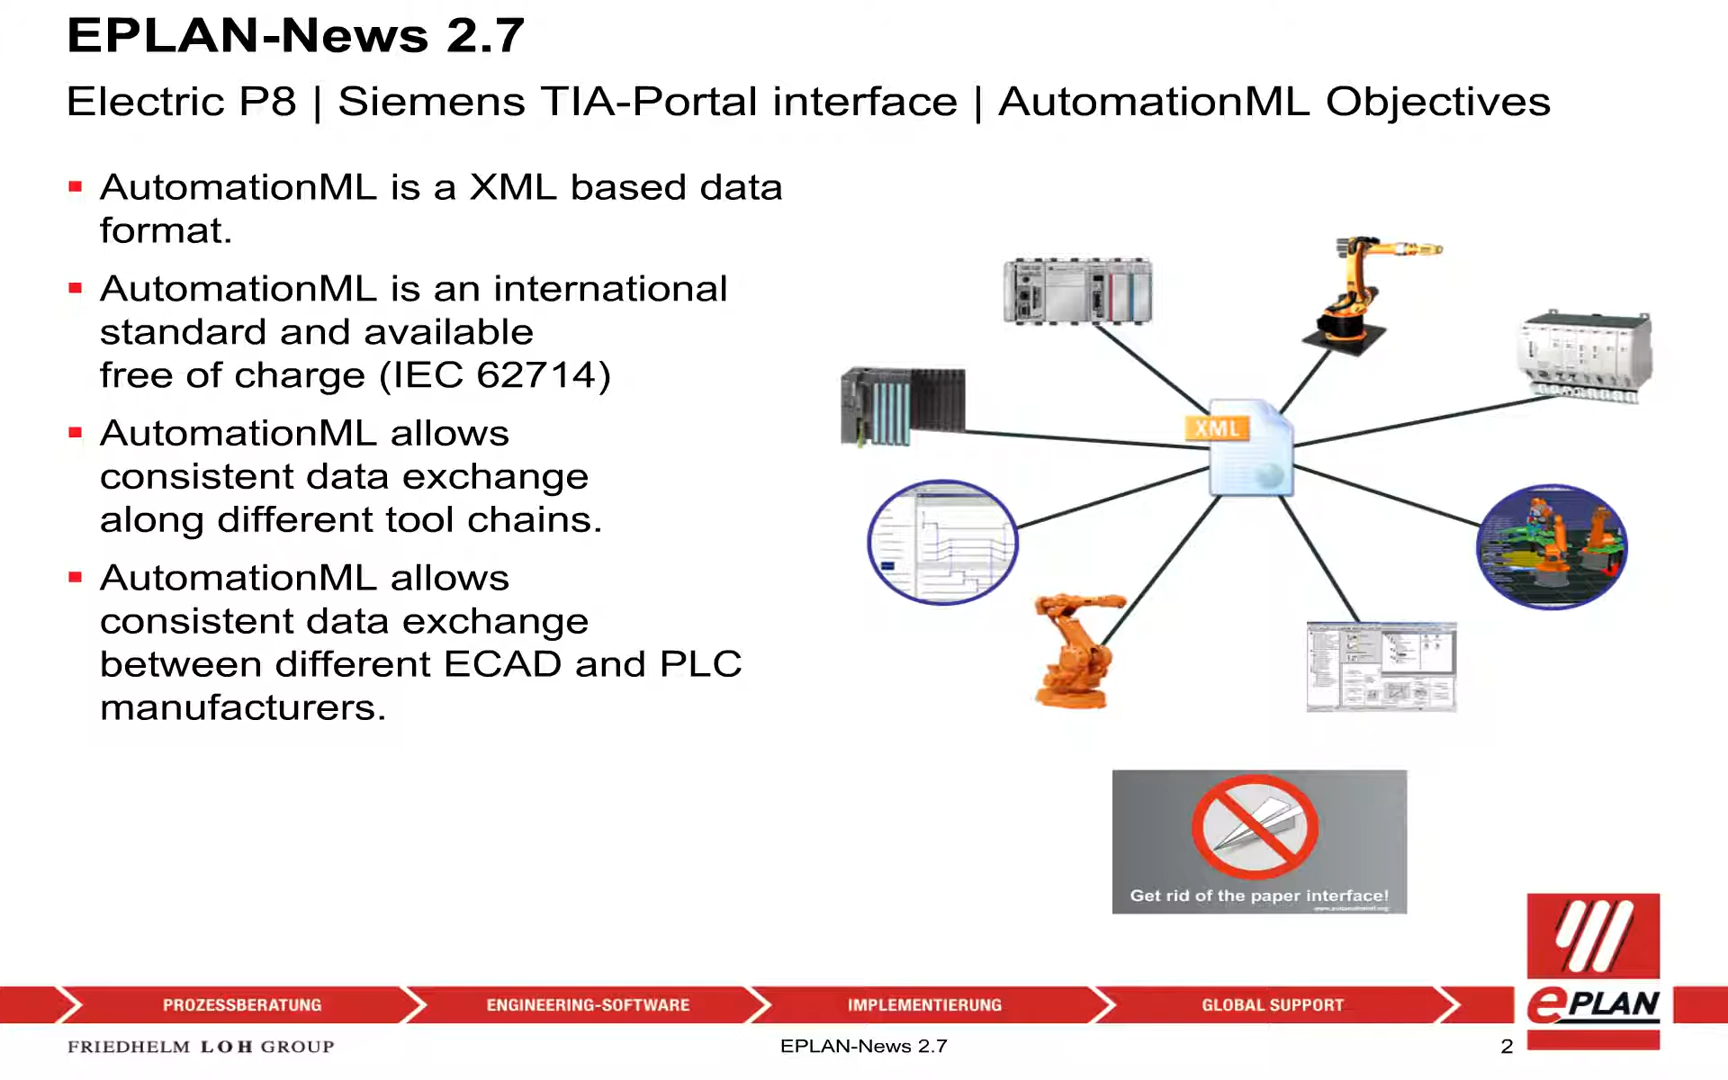 EPLAN-News 2.7
Electric P8 | Siemens TIA-Portal interface | AutomationML Objectives
AutomationML is a XML based data
format.
AutomationML is an international
standard and available
free of charge (IEC 62714)
AutomationML allows
consistent data exchange
along different tool chains.
AutomationML allows
consistent data exchange
between different ECAD and PLC
manufacturers.
XML
Get rid of the paper interface!
PROZESSBERATUNG
ENGINEERING-SOFTWARE
IMPLEMENTIERUNG
GLOBAL SUPPORT
ePLAN
FRIEDHELM LOH GROUP
EPLAN-News 2.7
2